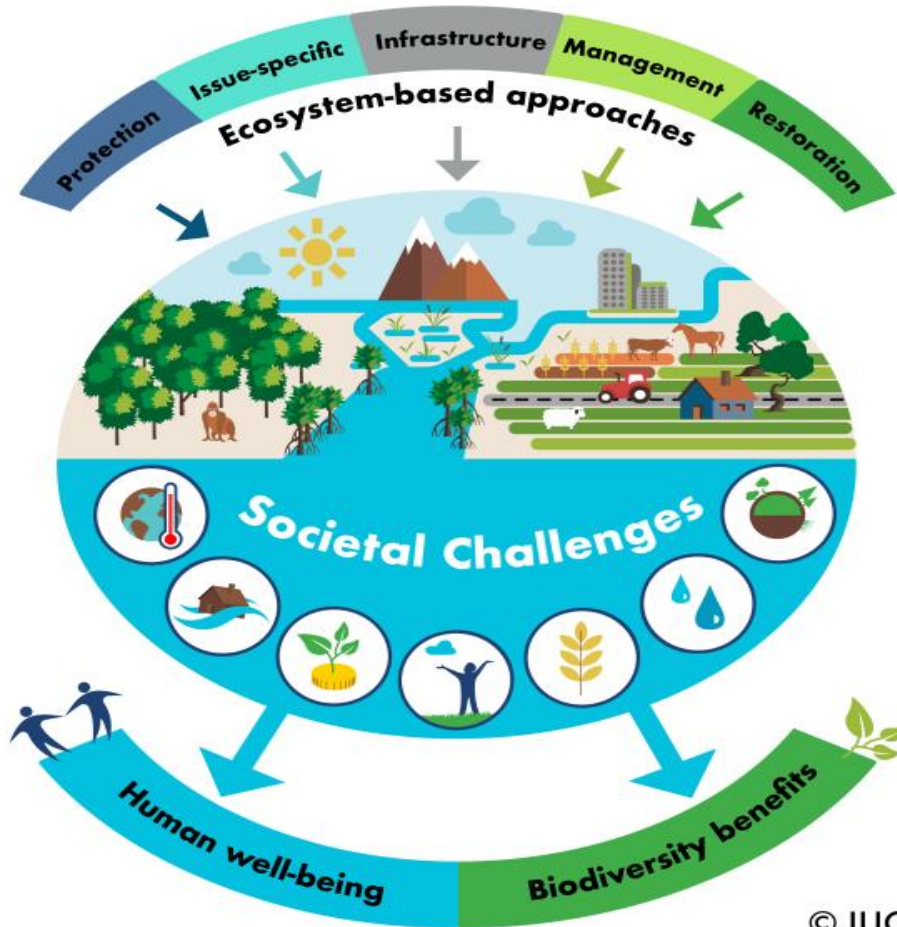 Protection
Issue-specific
Infrastructure
Management
Restoration
Ecosystem-based approaches
Societal Challenges
Human well-being
Biodiversity benefits
©